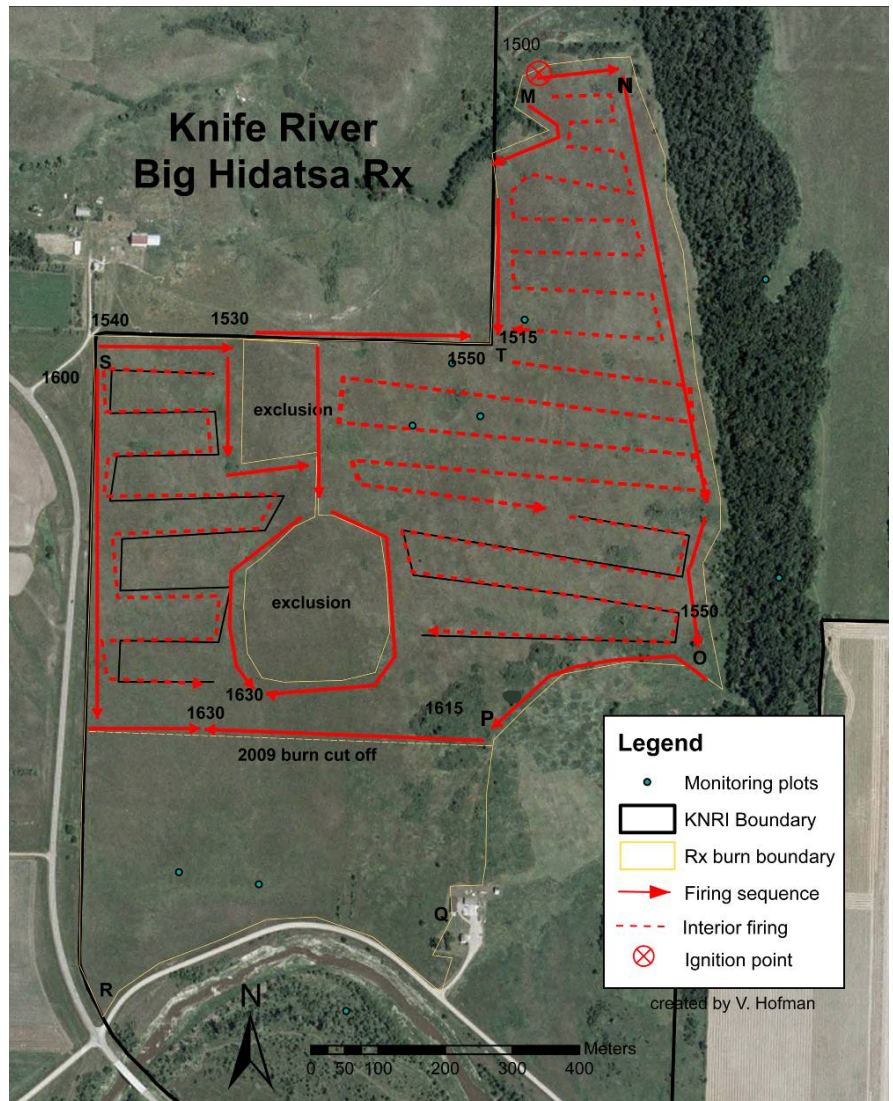 1500
M
N
Knife River
Big Hidatsa Rx
1540
1530
1515
1550
T
S
1600
exclusion
exclusion
1550
O
1630
1615
P
1630
2009 burn cut off
Legend
Monitoring plots
KNRI Boundary
Rx burn boundary
Firing sequence
Interior firing
Ignition point
created by V. Hofman
Q
R
N
Meters
0 50 100 200 300 400